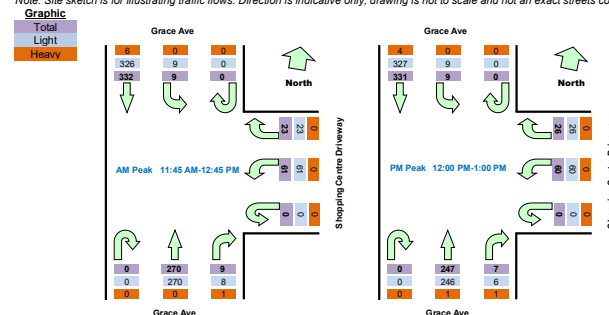 Note: Site sketch is for illustrating traffic flows. Direction is indicative only, drawing is not to scale and not an exact streets
Graphic
Total
Light
Heavy
Grace Ave
6 0 0
326 9 0
332 9 0
North
23 23 0
AM Peak 11:45 AM-12:45 PM
61 61 0
0 0 0
Shopping Centre Driveway
0 270 9
0 270 8
0 0 1
Grace Ave
Grace Ave
4 0 0
327 9 0
331 9 0
North
26 26 0
PM Peak 12:00 PM-1:00 PM
60 60 0
0 0 0
0 247 7
0 246 6
0 1 1
Grace Ave